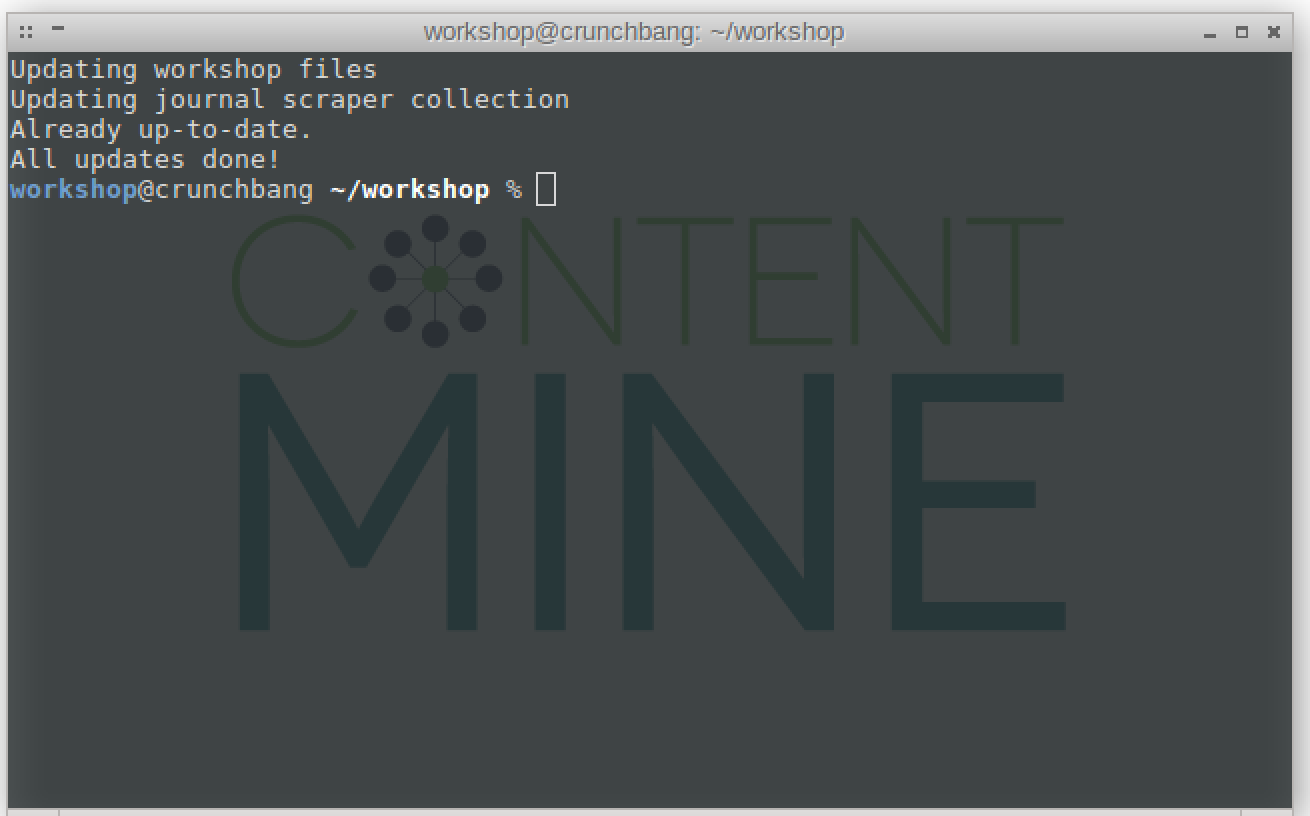 workshop@crunchbang: ~/workshop
Updating workshop files
Updating journal scraper collection
Already up-to-date.
All updates done!
workshop@crunchbang ~/workshop %
CONTENT
MINE